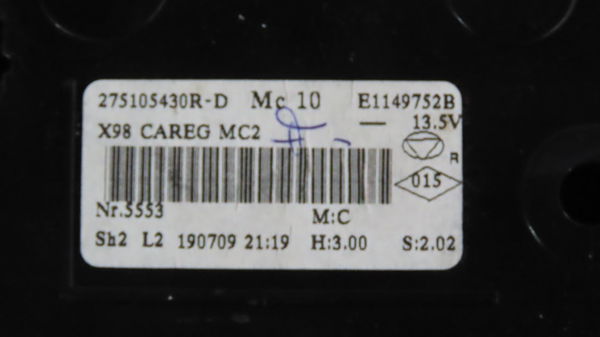 275105430R-D Mc 10 E1149752B
X98 CAREG MC2 — 13.5V
R
015
Nr.5553 M:C
Sh2 L2 190709 21:19 H:3.00 S:2.02